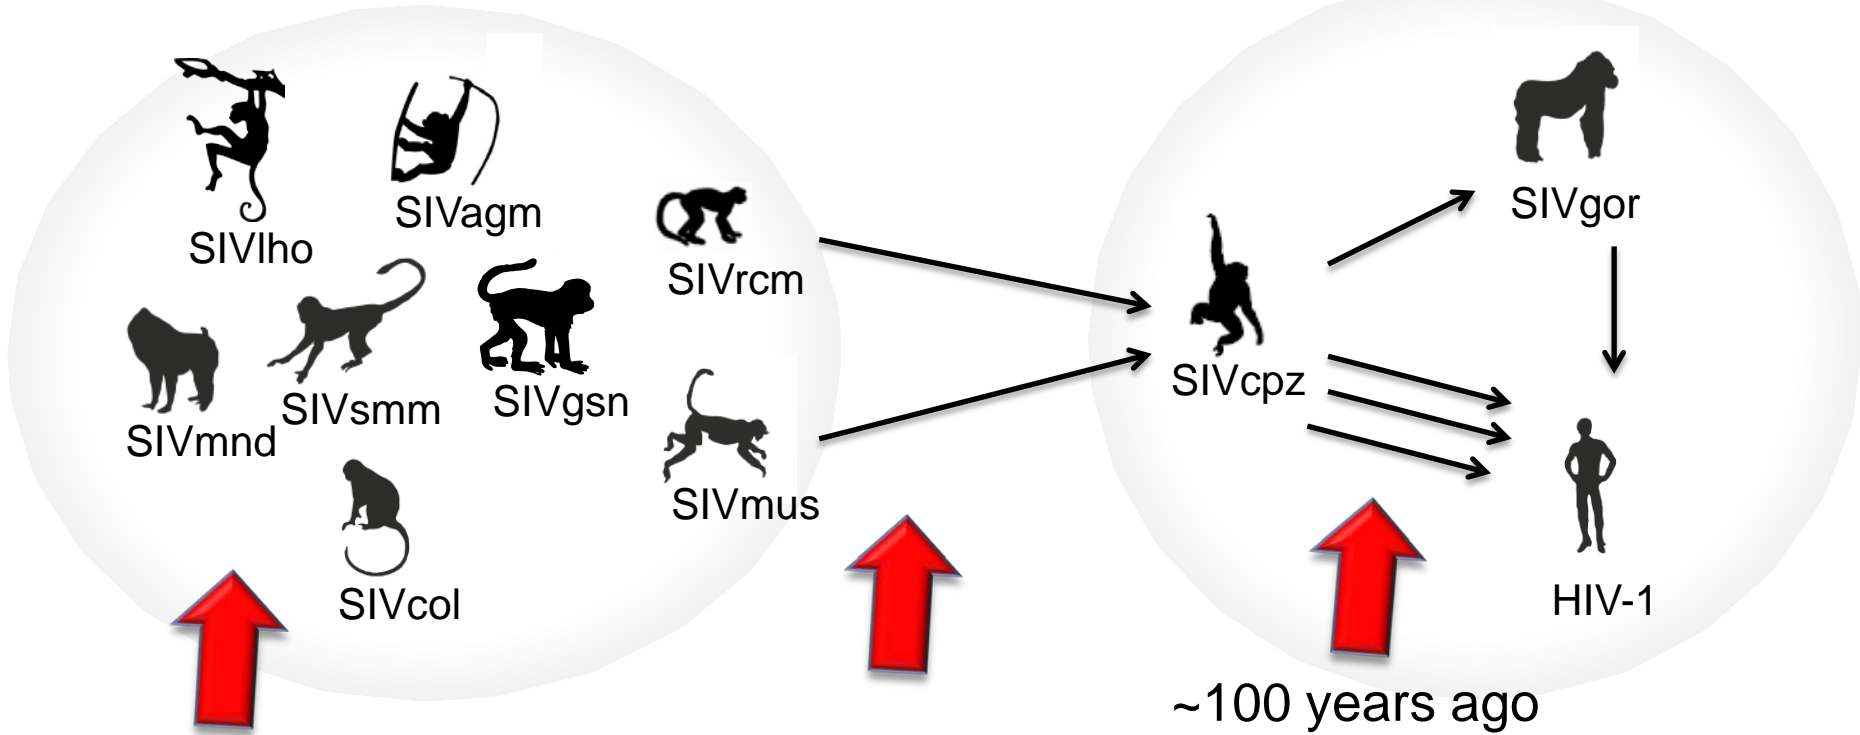 SIVlho
SIVagm
SIVrcm
SIVmnd
SIVsmm
SIVgsn
SIVmus
SIVcol
SIVcpz
SIVgor
HIV-1
~100 years ago